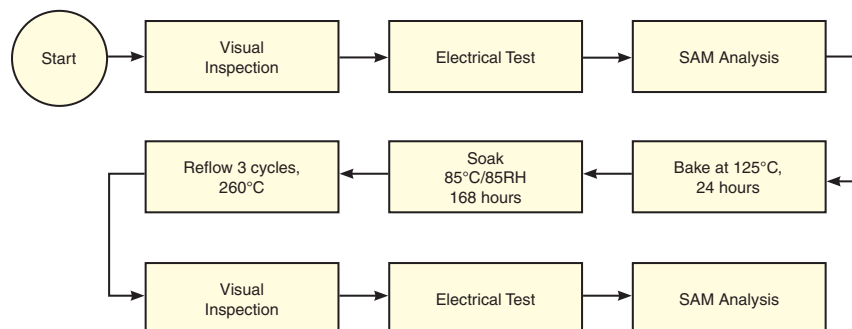 Start
Visual
Inspection
Electrical Test
SAM Analysis
Reflow 3 cycles,
260°C
Soak
85°C/85RH
168 hours
Bake at 125°C,
24 hours
Visual
Inspection
Electrical Test
SAM Analysis